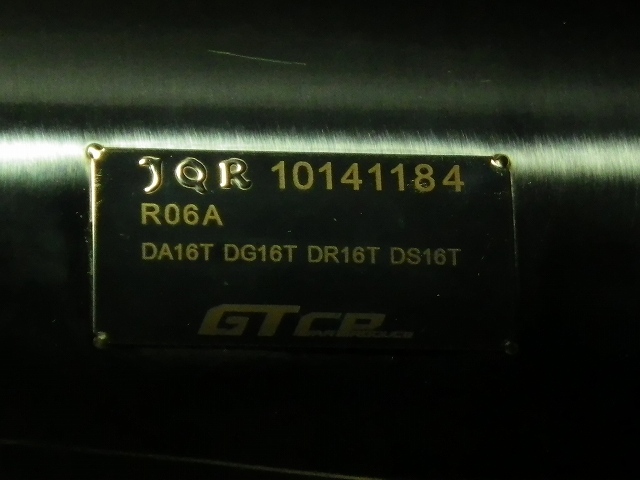 JQR 10141184
R06A
DA16T DG16T DR16T DS16T
GTCP